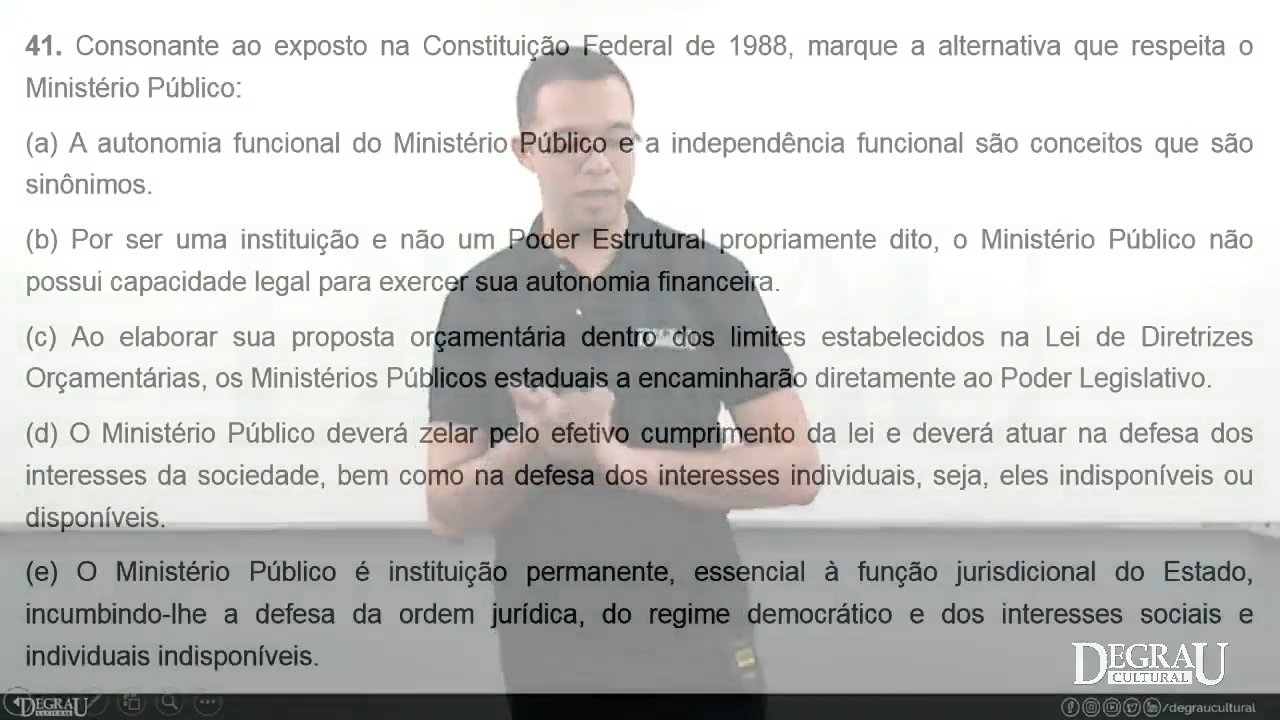 41. Consonante ao exposto na Constituição Federal de 1988, marque a alternativa que respeita o
Ministério Público:
(a) A autonomia funcional do Ministério Público e a independência funcional são conceitos que são
sinônimos.
(b) Por ser uma instituição e não um Poder Estrutural propriamente dito, o Ministério Público não
possui capacidade legal para exercer sua autonomia financeira.
(c) Ao elaborar sua proposta orçamentária dentro dos limites estabelecidos na Lei de Diretrizes
Orçamentárias, os Ministérios Públicos estaduais a encaminharão diretamente ao Poder Legislativo.
(d) O Ministério Público deverá zelar pelo efetivo cumprimento da lei e deverá atuar na defesa dos
interesses da sociedade, bem como na defesa dos interesses individuais, seja, eles indisponíveis ou
disponíveis.
(e) O Ministério Público é instituição permanente, essencial à função jurisdicional do Estado,
incumbindo-lhe a defesa da ordem jurídica, do regime democrático e dos interesses sociais e
individuais indisponíveis.
DEGRAU
CULTURAL
DEGRAU
/degraucultural